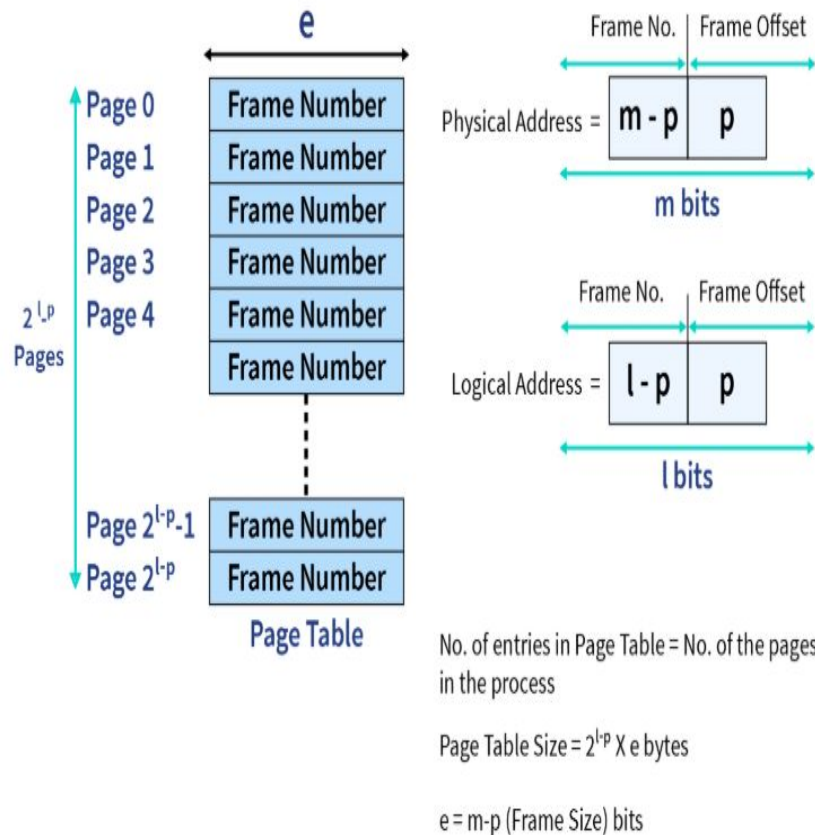 e
Page 0 Frame Number
Page 1 Frame Number
Page 2 Frame Number
Page 3 Frame Number
Page 4 Frame Number
Frame Number
2^l-p
Pages
Page 2^l-p-1 Frame Number
Page 2^l-p Frame Number
Page Table
Frame No. Frame Offset
Physical Address = m - p p
m bits
Frame No. Frame Offset
Logical Address = l - p p
l bits
No. of entries in Page Table = No. of the pages
in the process
Page Table Size = 2^l-p X e bytes
e = m-p (Frame Size) bits